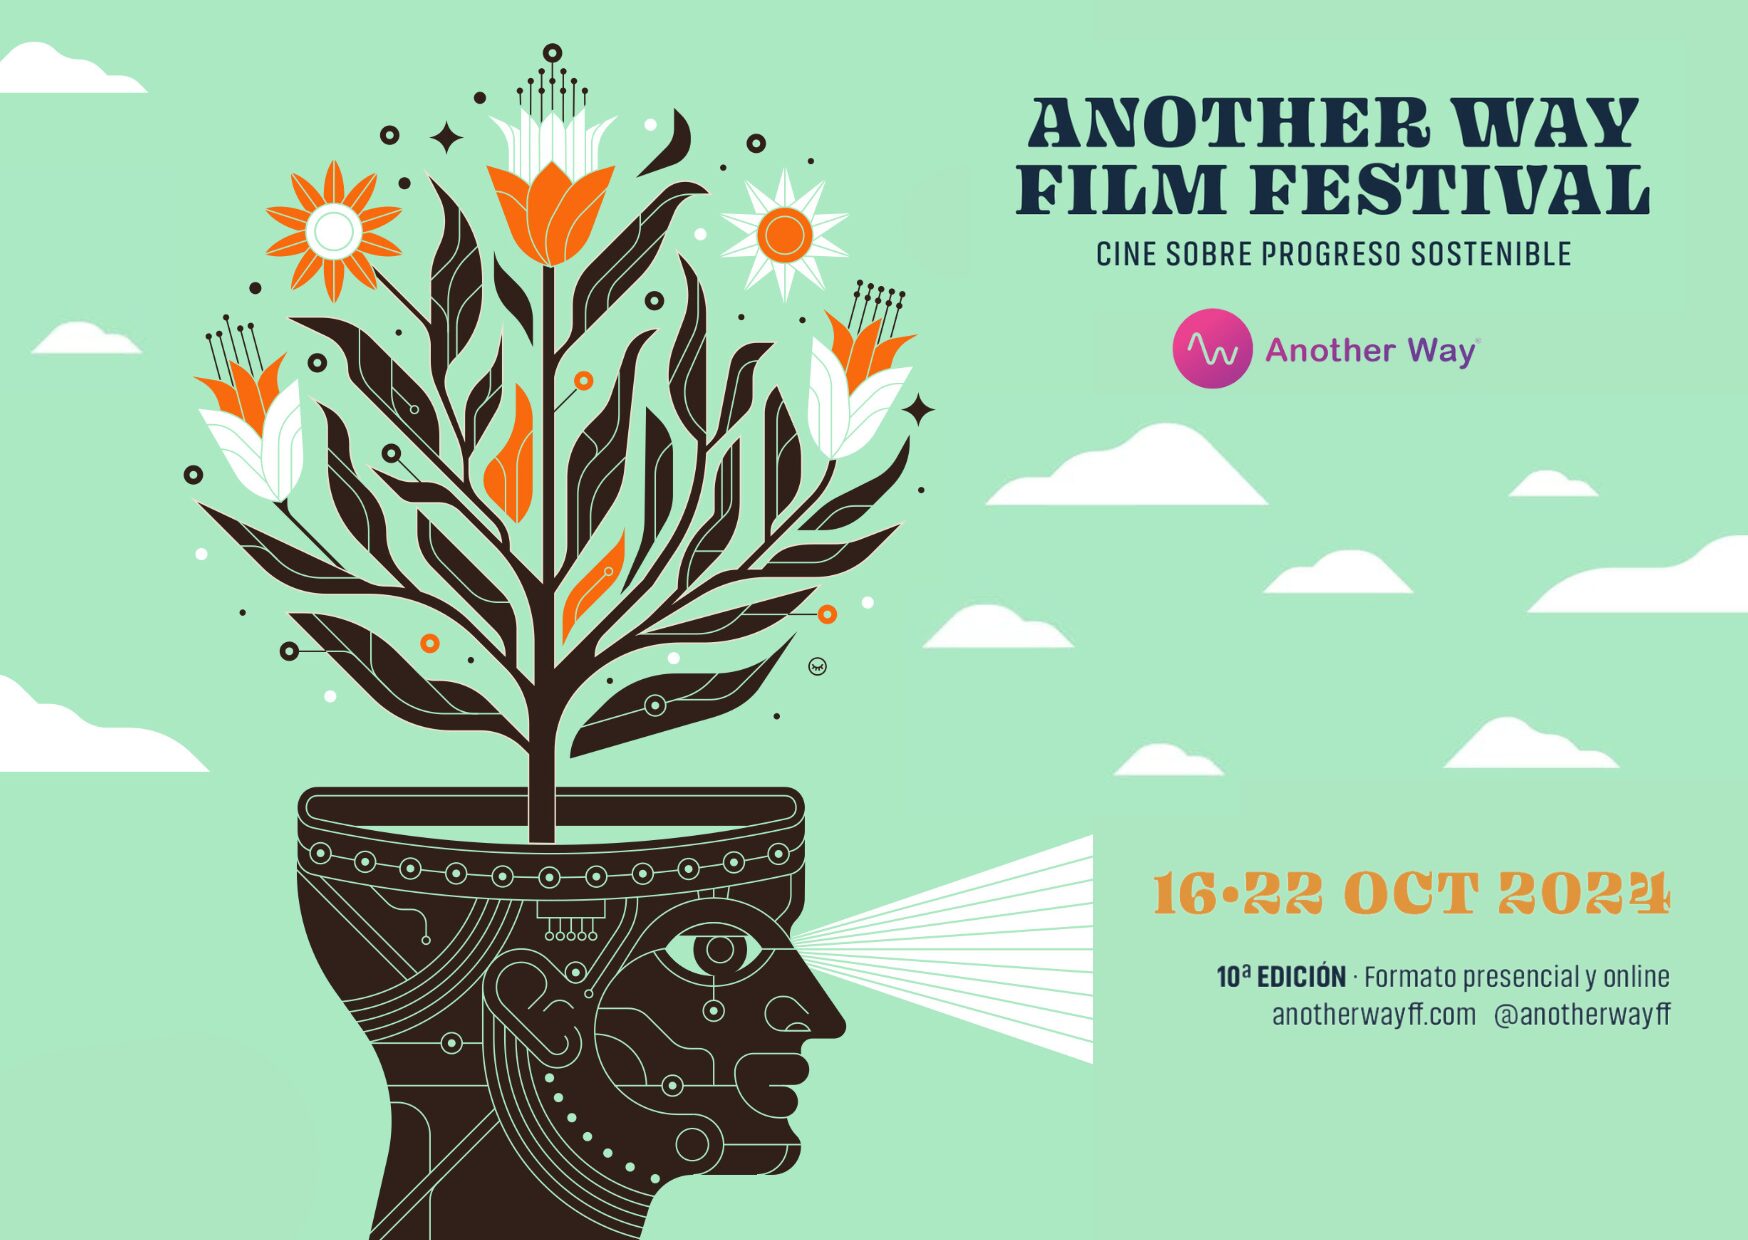 ANOTHER WAY
FILM FESTIVAL
CINE SOBRE PROGRESO SOSTENIBLE
Another Way
16·22 OCT 2024
10ª EDICIÓN · Formato presencial y online
anotherwayff.com @anotherwayff